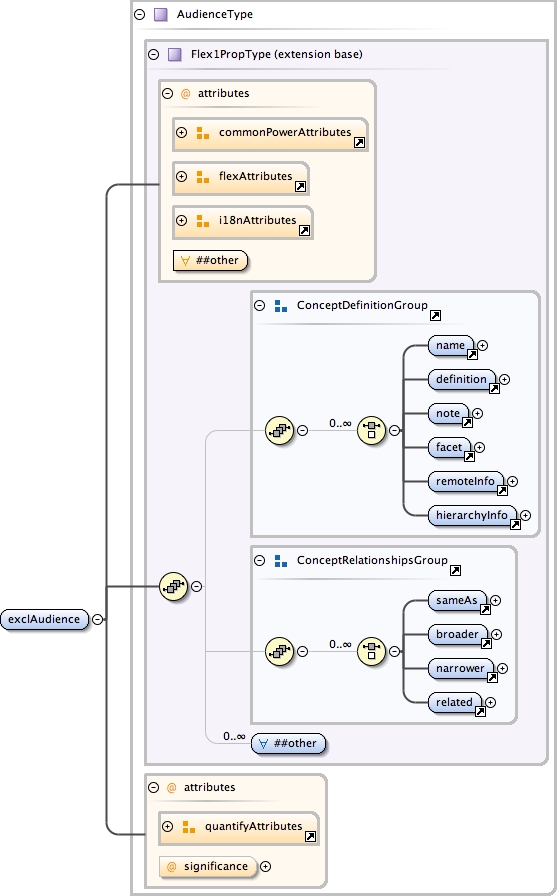 AudienceType
Flex1PropType (extension base)
@ attributes
commonPowerAttributes
flexAttributes
i18nAttributes
∀ ##other
ConceptDefinitionGroup
name
definition
0..∞
note
facet
remoteInfo
hierarchyInfo
ConceptRelationshipsGroup
exclAudience
sameAs
broader
0..∞
narrower
related
0..∞
∀ ##other
@ attributes
quantifyAttributes
@ significance